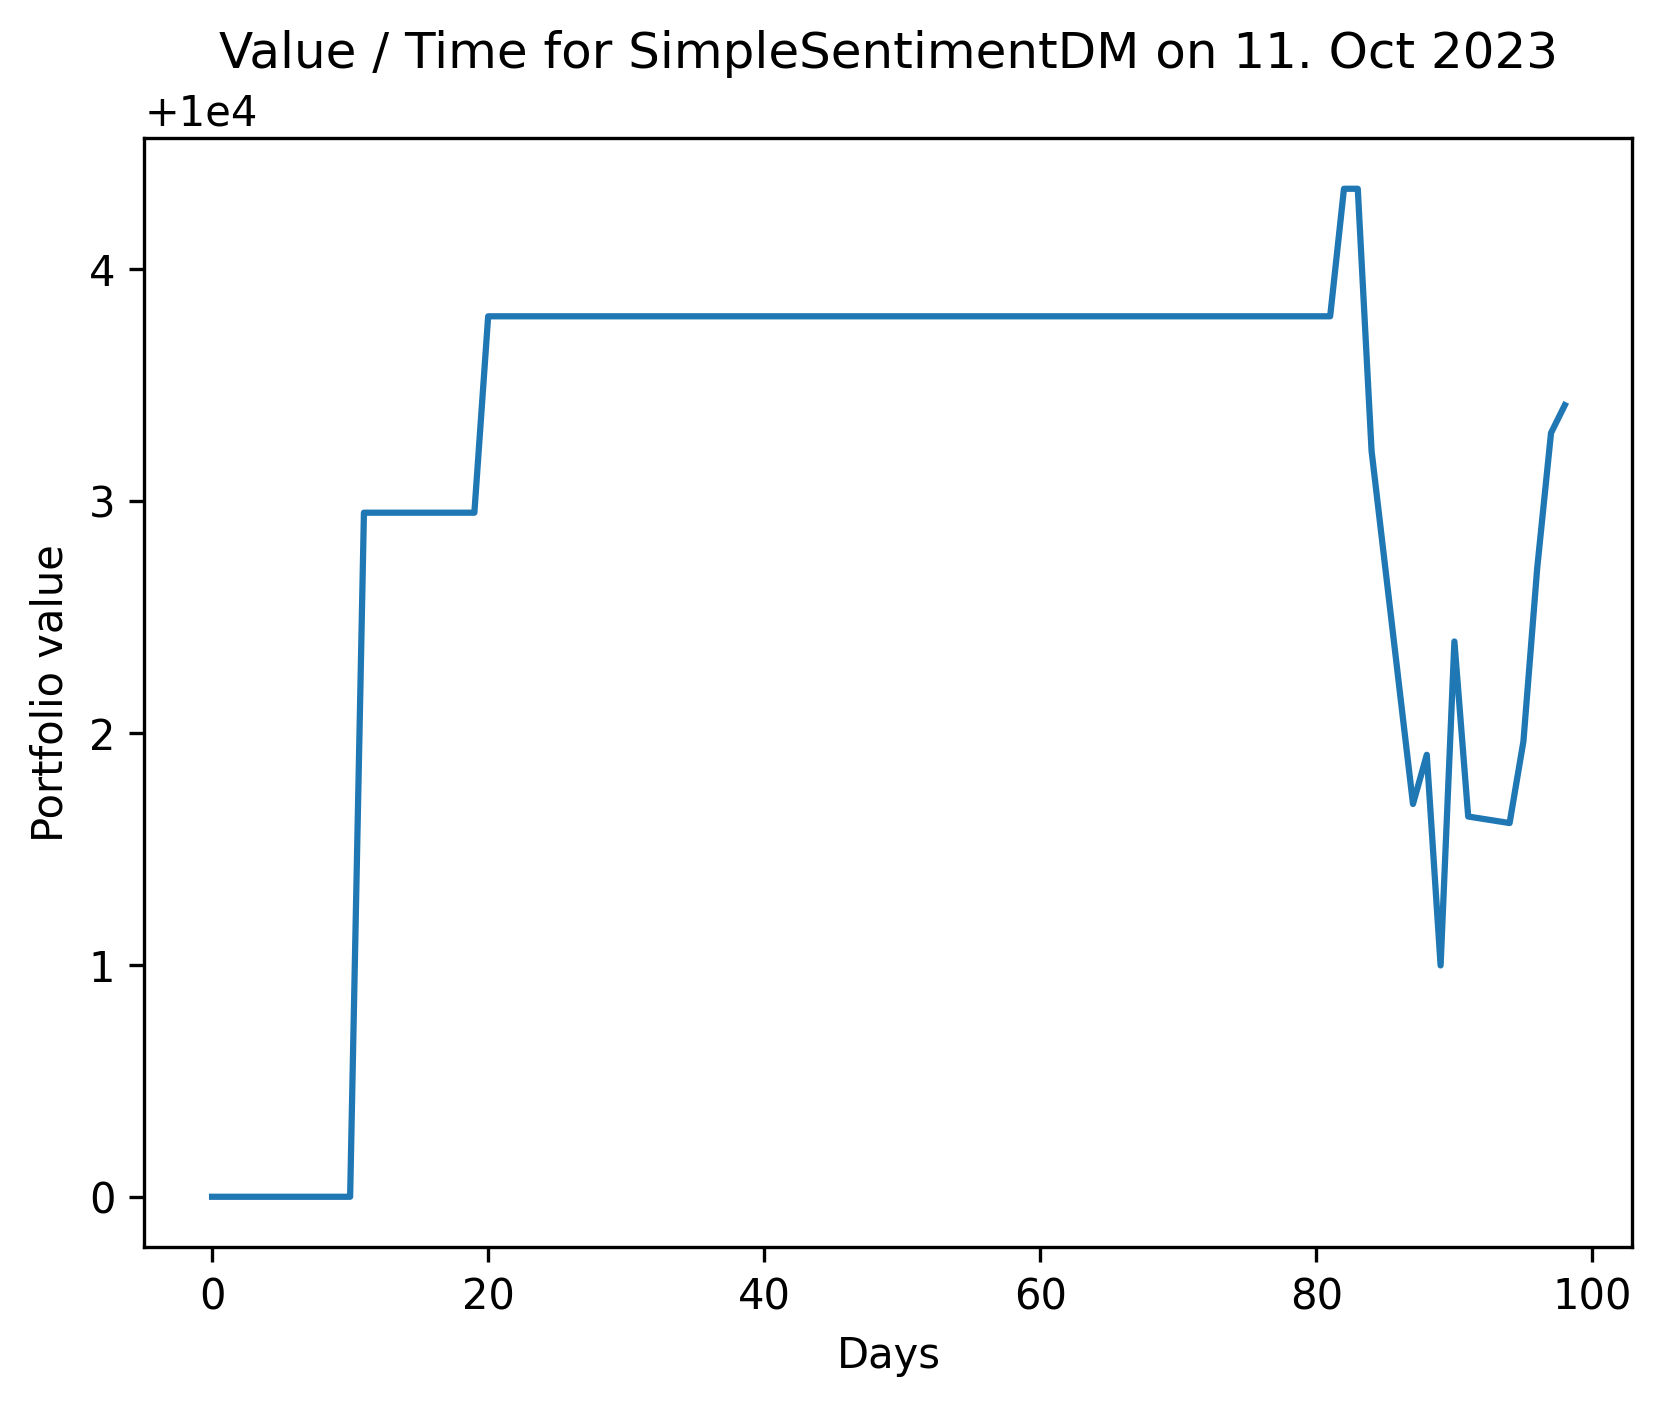 Value / Time for SimpleSentimentDM on 11. Oct 2023
+1e4
4
3
2
1
0
Portfolio value
0 20 40 60 80 100
Days